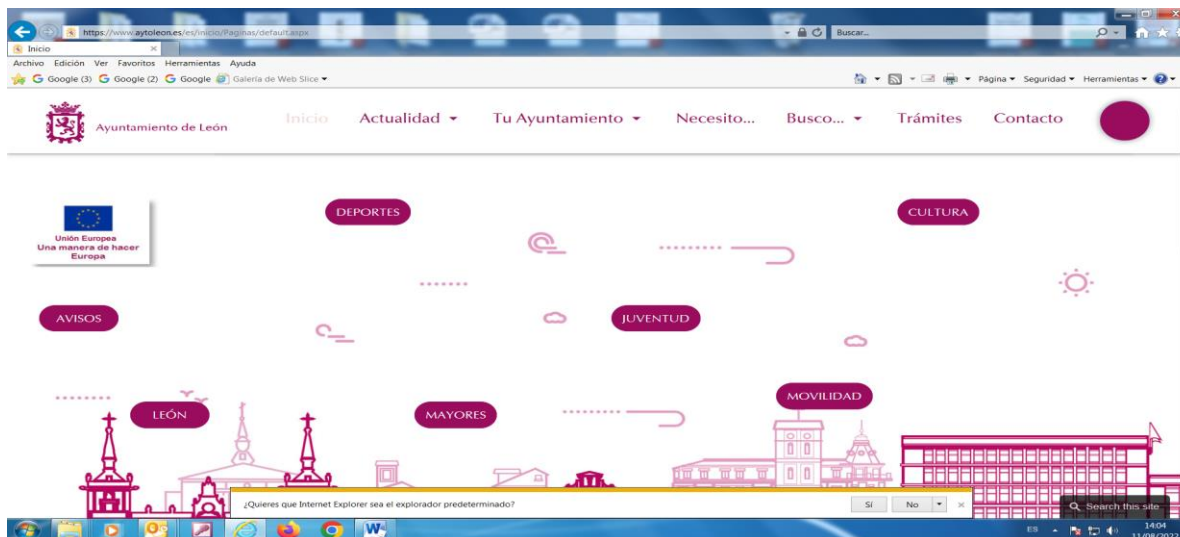 https://www.aytoleon.es/es/inicio/Paginas/default.aspx
Buscar...
Inicio
Archivo Edición Ver Favoritos Herramientas Ayuda
Google (3) Google (2) Google Galería de Web Slice
Página Seguridad Herramientas
Ayuntamiento de León
Inicio Actualidad Tu Ayuntamiento Necesito... Busco... Trámites Contacto
DEPORTES CULTURA
Unión Europea
Una manera de hacer
Europa
AVISOS JUVENTUD
MOVILIDAD
LEÓN MAYORES
¿Quieres que Internet Explorer sea el explorador predeterminado? Sí No
Search this site
ES 14:04
11/08/2022